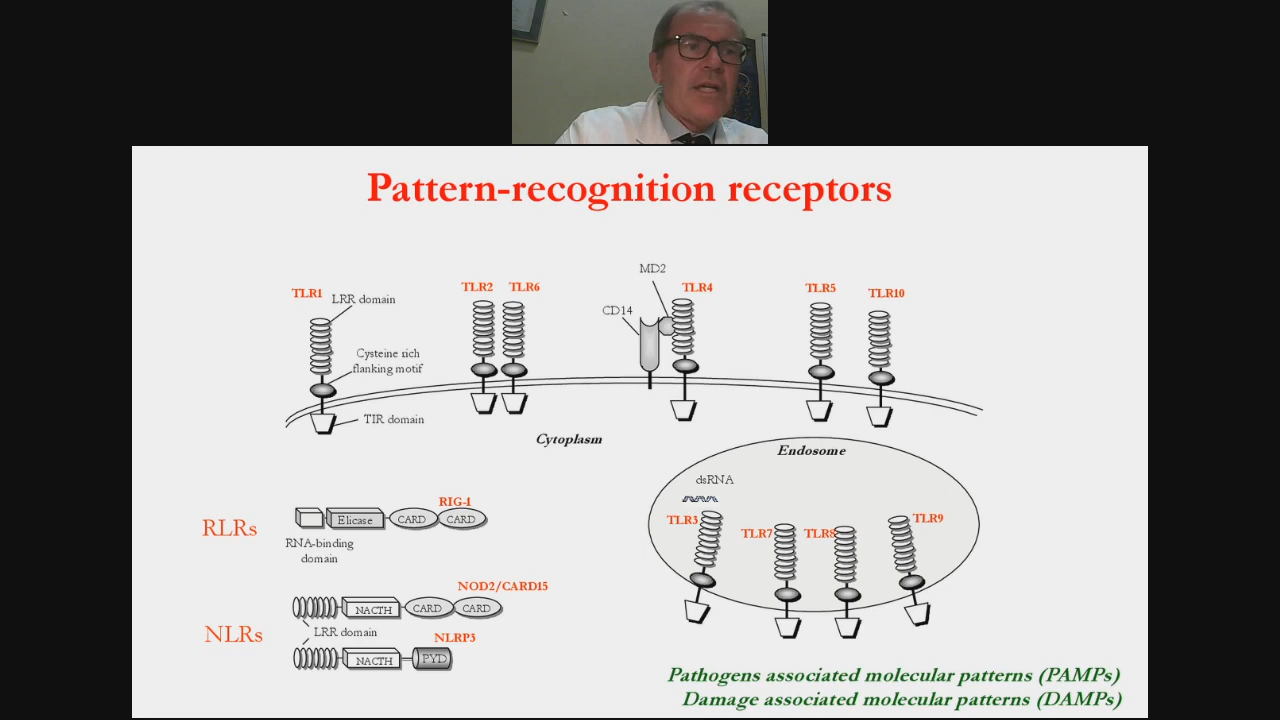 Pattern-recognition receptors
MD2
TLR1
LRR domain
TLR2
TLR6
CD14
TLR4
TLR5
TLR10
Cysteine rich
flanking motif
TIR domain
Cytoplasm
Endosome
dsRNA
TLR3
TLR7
TLR8
TLR9
RLRs
RIG-1
Elicase
CARD
CARD
RNA-binding
domain
NLRs
NOD2/CARD15
NACTH
CARD
CARD
LRR domain
NLRP3
NACTH
PYD
Pathogens associated molecular patterns (PAMPs)
Damage associated molecular patterns (DAMPs)